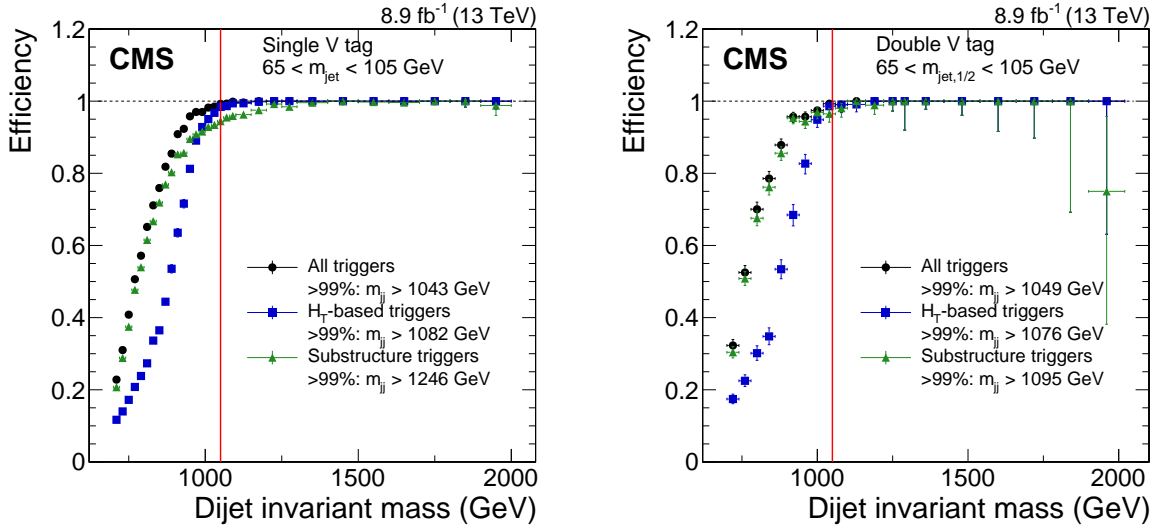 8.9 fb⁻¹ (13 TeV)
CMS
Single V tag
65 < m_jet < 105 GeV
Efficiency
1.2
1
0.8
0.6
0.4
0.2
0
All triggers
>99%: m_jj > 1043 GeV
H_T-based triggers
>99%: m_jj > 1082 GeV
Substructure triggers
>99%: m_jj > 1246 GeV
1000
1500
2000
Dijet invariant mass (GeV)
8.9 fb⁻¹ (13 TeV)
CMS
Double V tag
65 < m_jet,1/2 < 105 GeV
Efficiency
1.2
1
0.8
0.6
0.4
0.2
0
All triggers
>99%: m_jj > 1049 GeV
H_T-based triggers
>99%: m_jj > 1076 GeV
Substructure triggers
>99%: m_jj > 1095 GeV
1000
1500
2000
Dijet invariant mass (GeV)